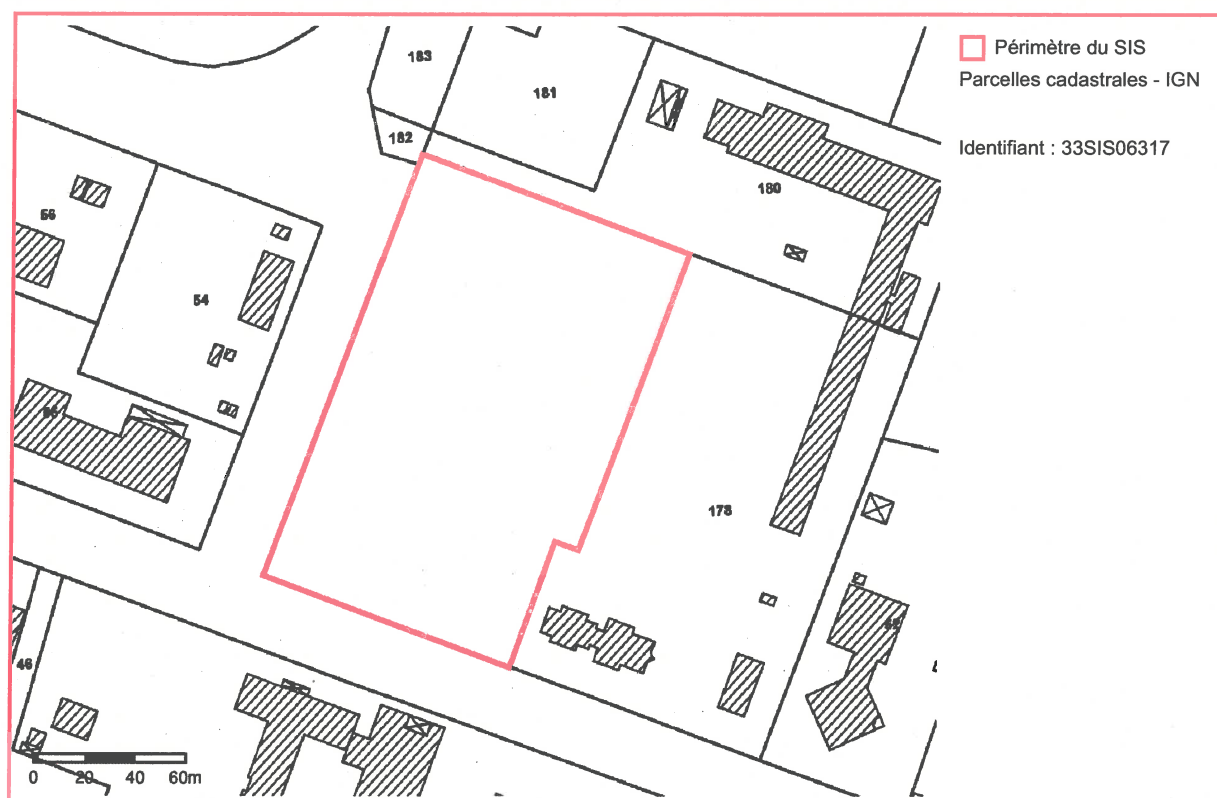 Périmètre du SIS
Parcelles cadastrales - IGN
Identifiant : 33SIS06317
183
181
182
180
56
54
178
46
0 20 40 60m